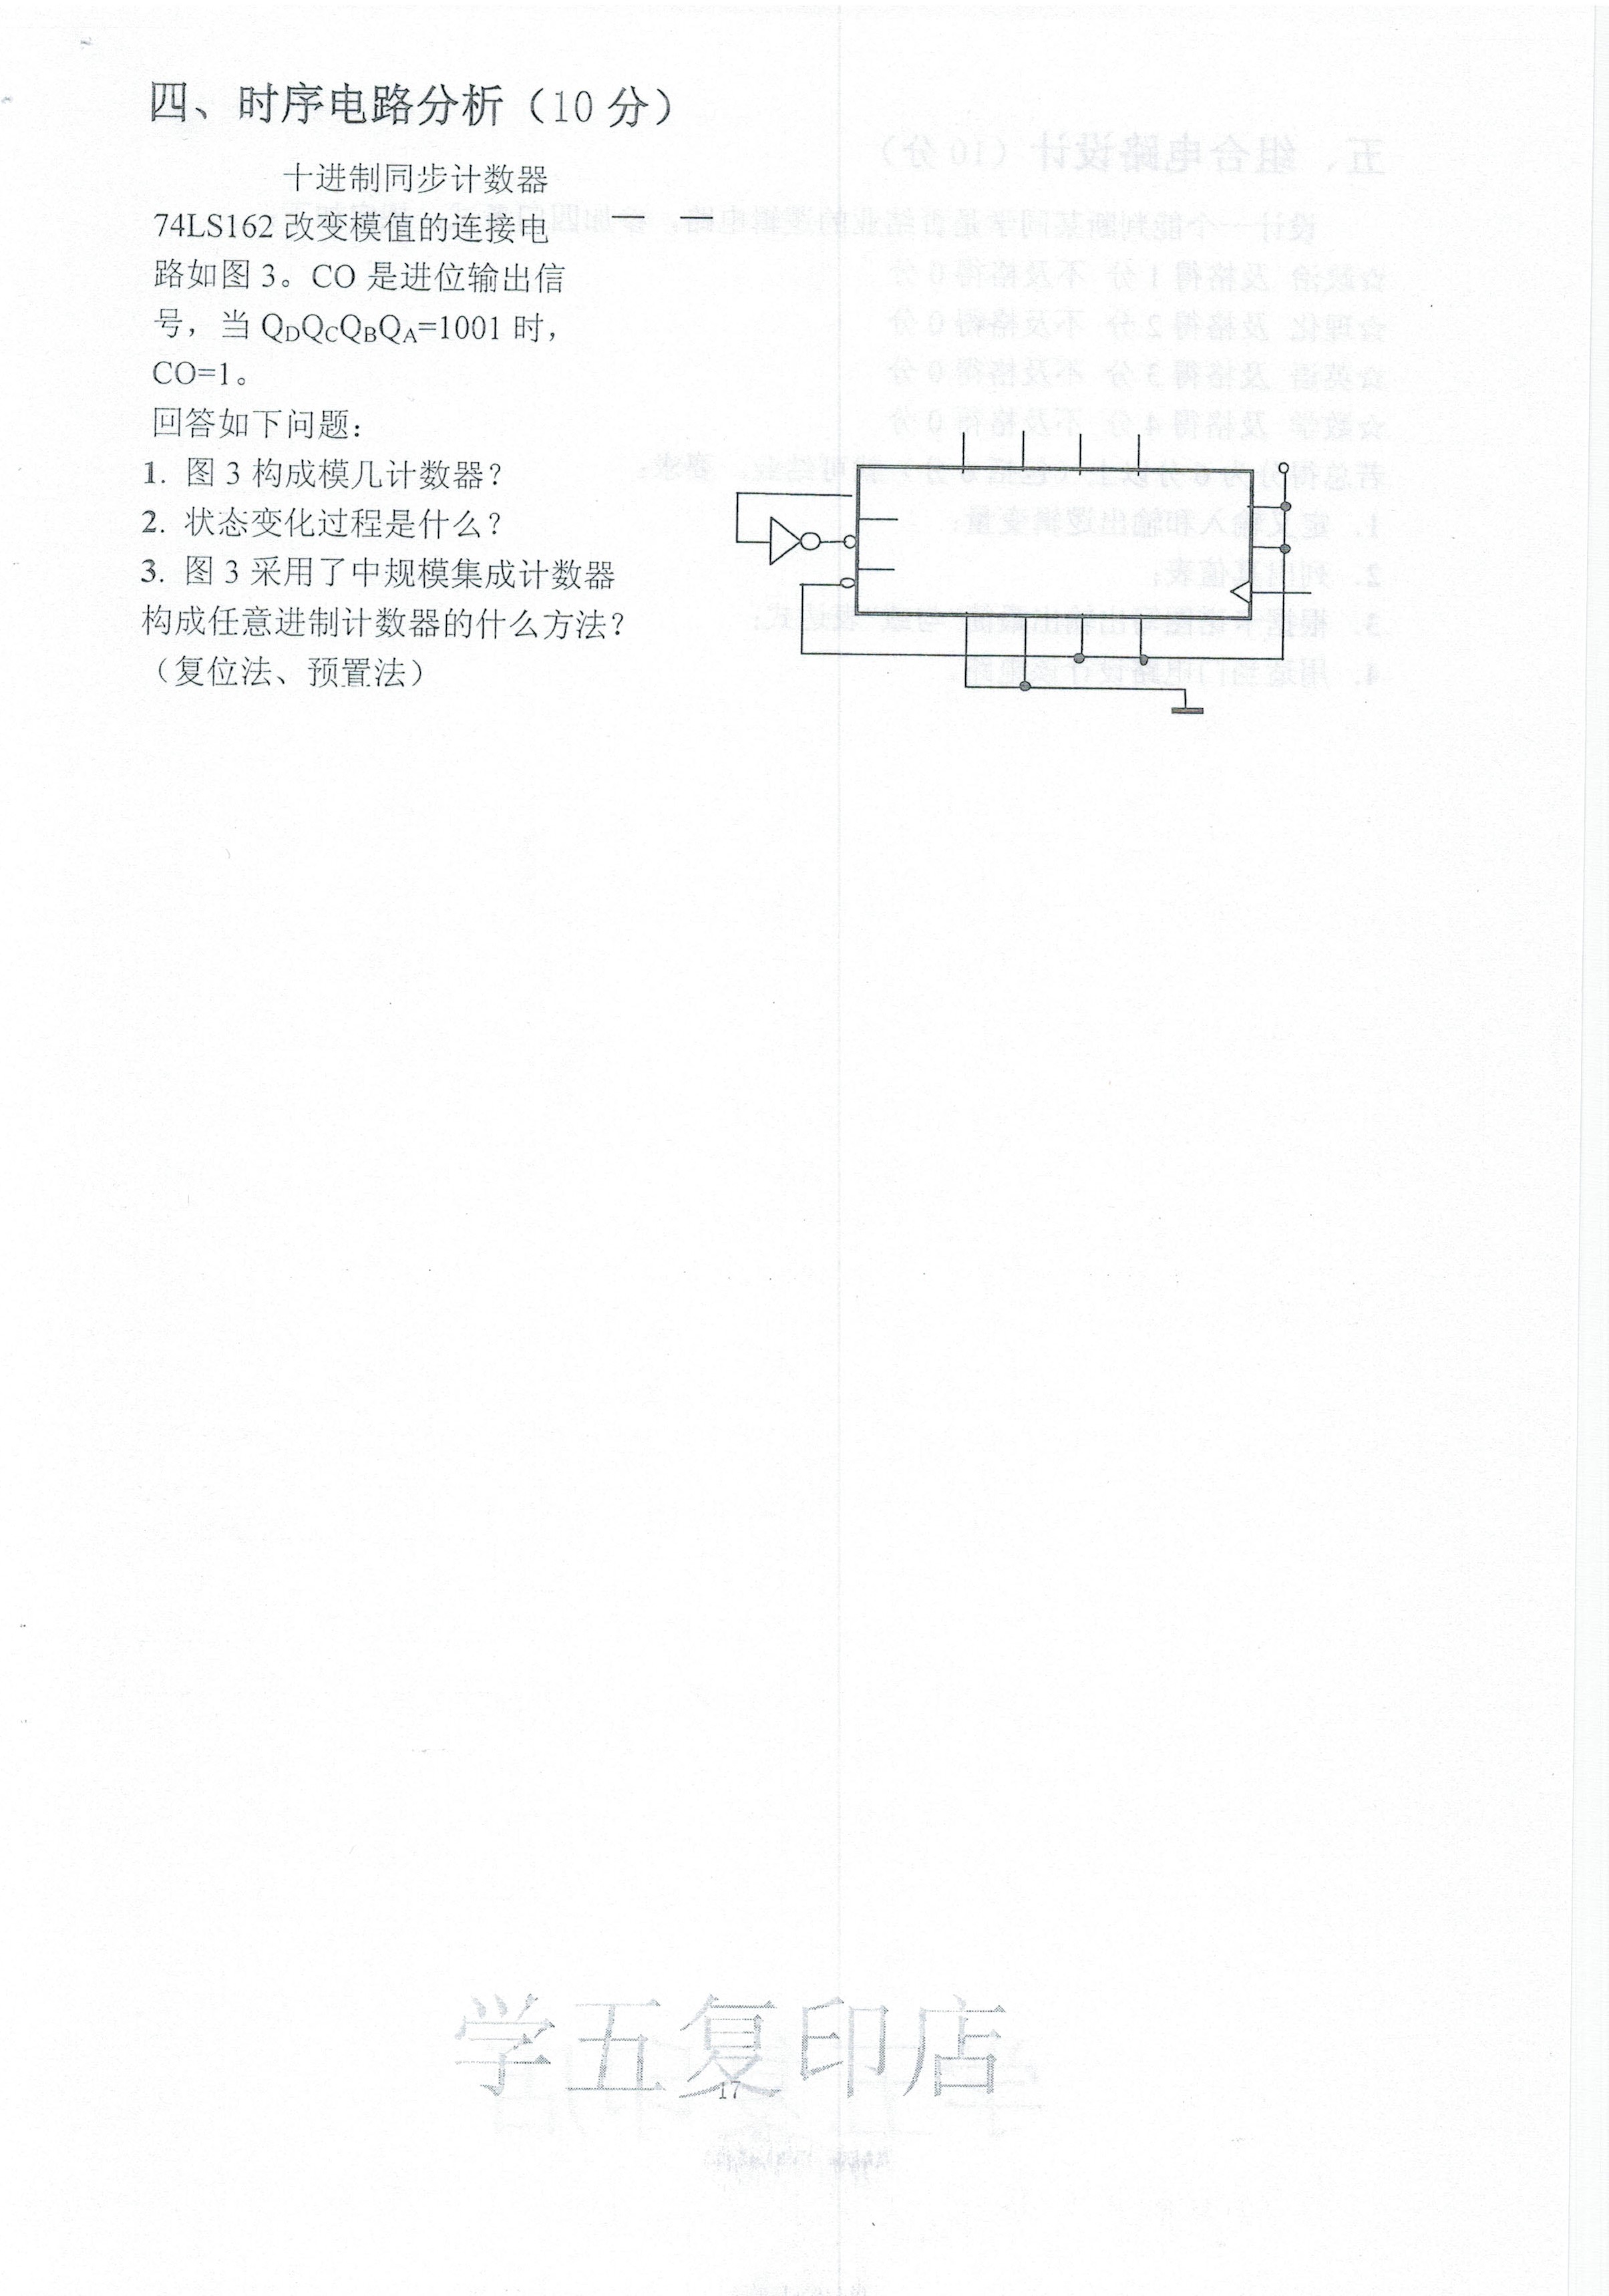 四、时序电路分析（10 分）
十进制同步计数器
74LS162 改变模值的连接电
路如图 3。CO 是进位输出信
号，当 QDQCQBQA=1001 时，
CO=1。
回答如下问题：
1. 图 3 构成模几计数器？
2. 状态变化过程是什么？
3. 图 3 采用了中规模集成计数器
构成任意进制计数器的什么方法？
（复位法、预置法）
学五复印店
17